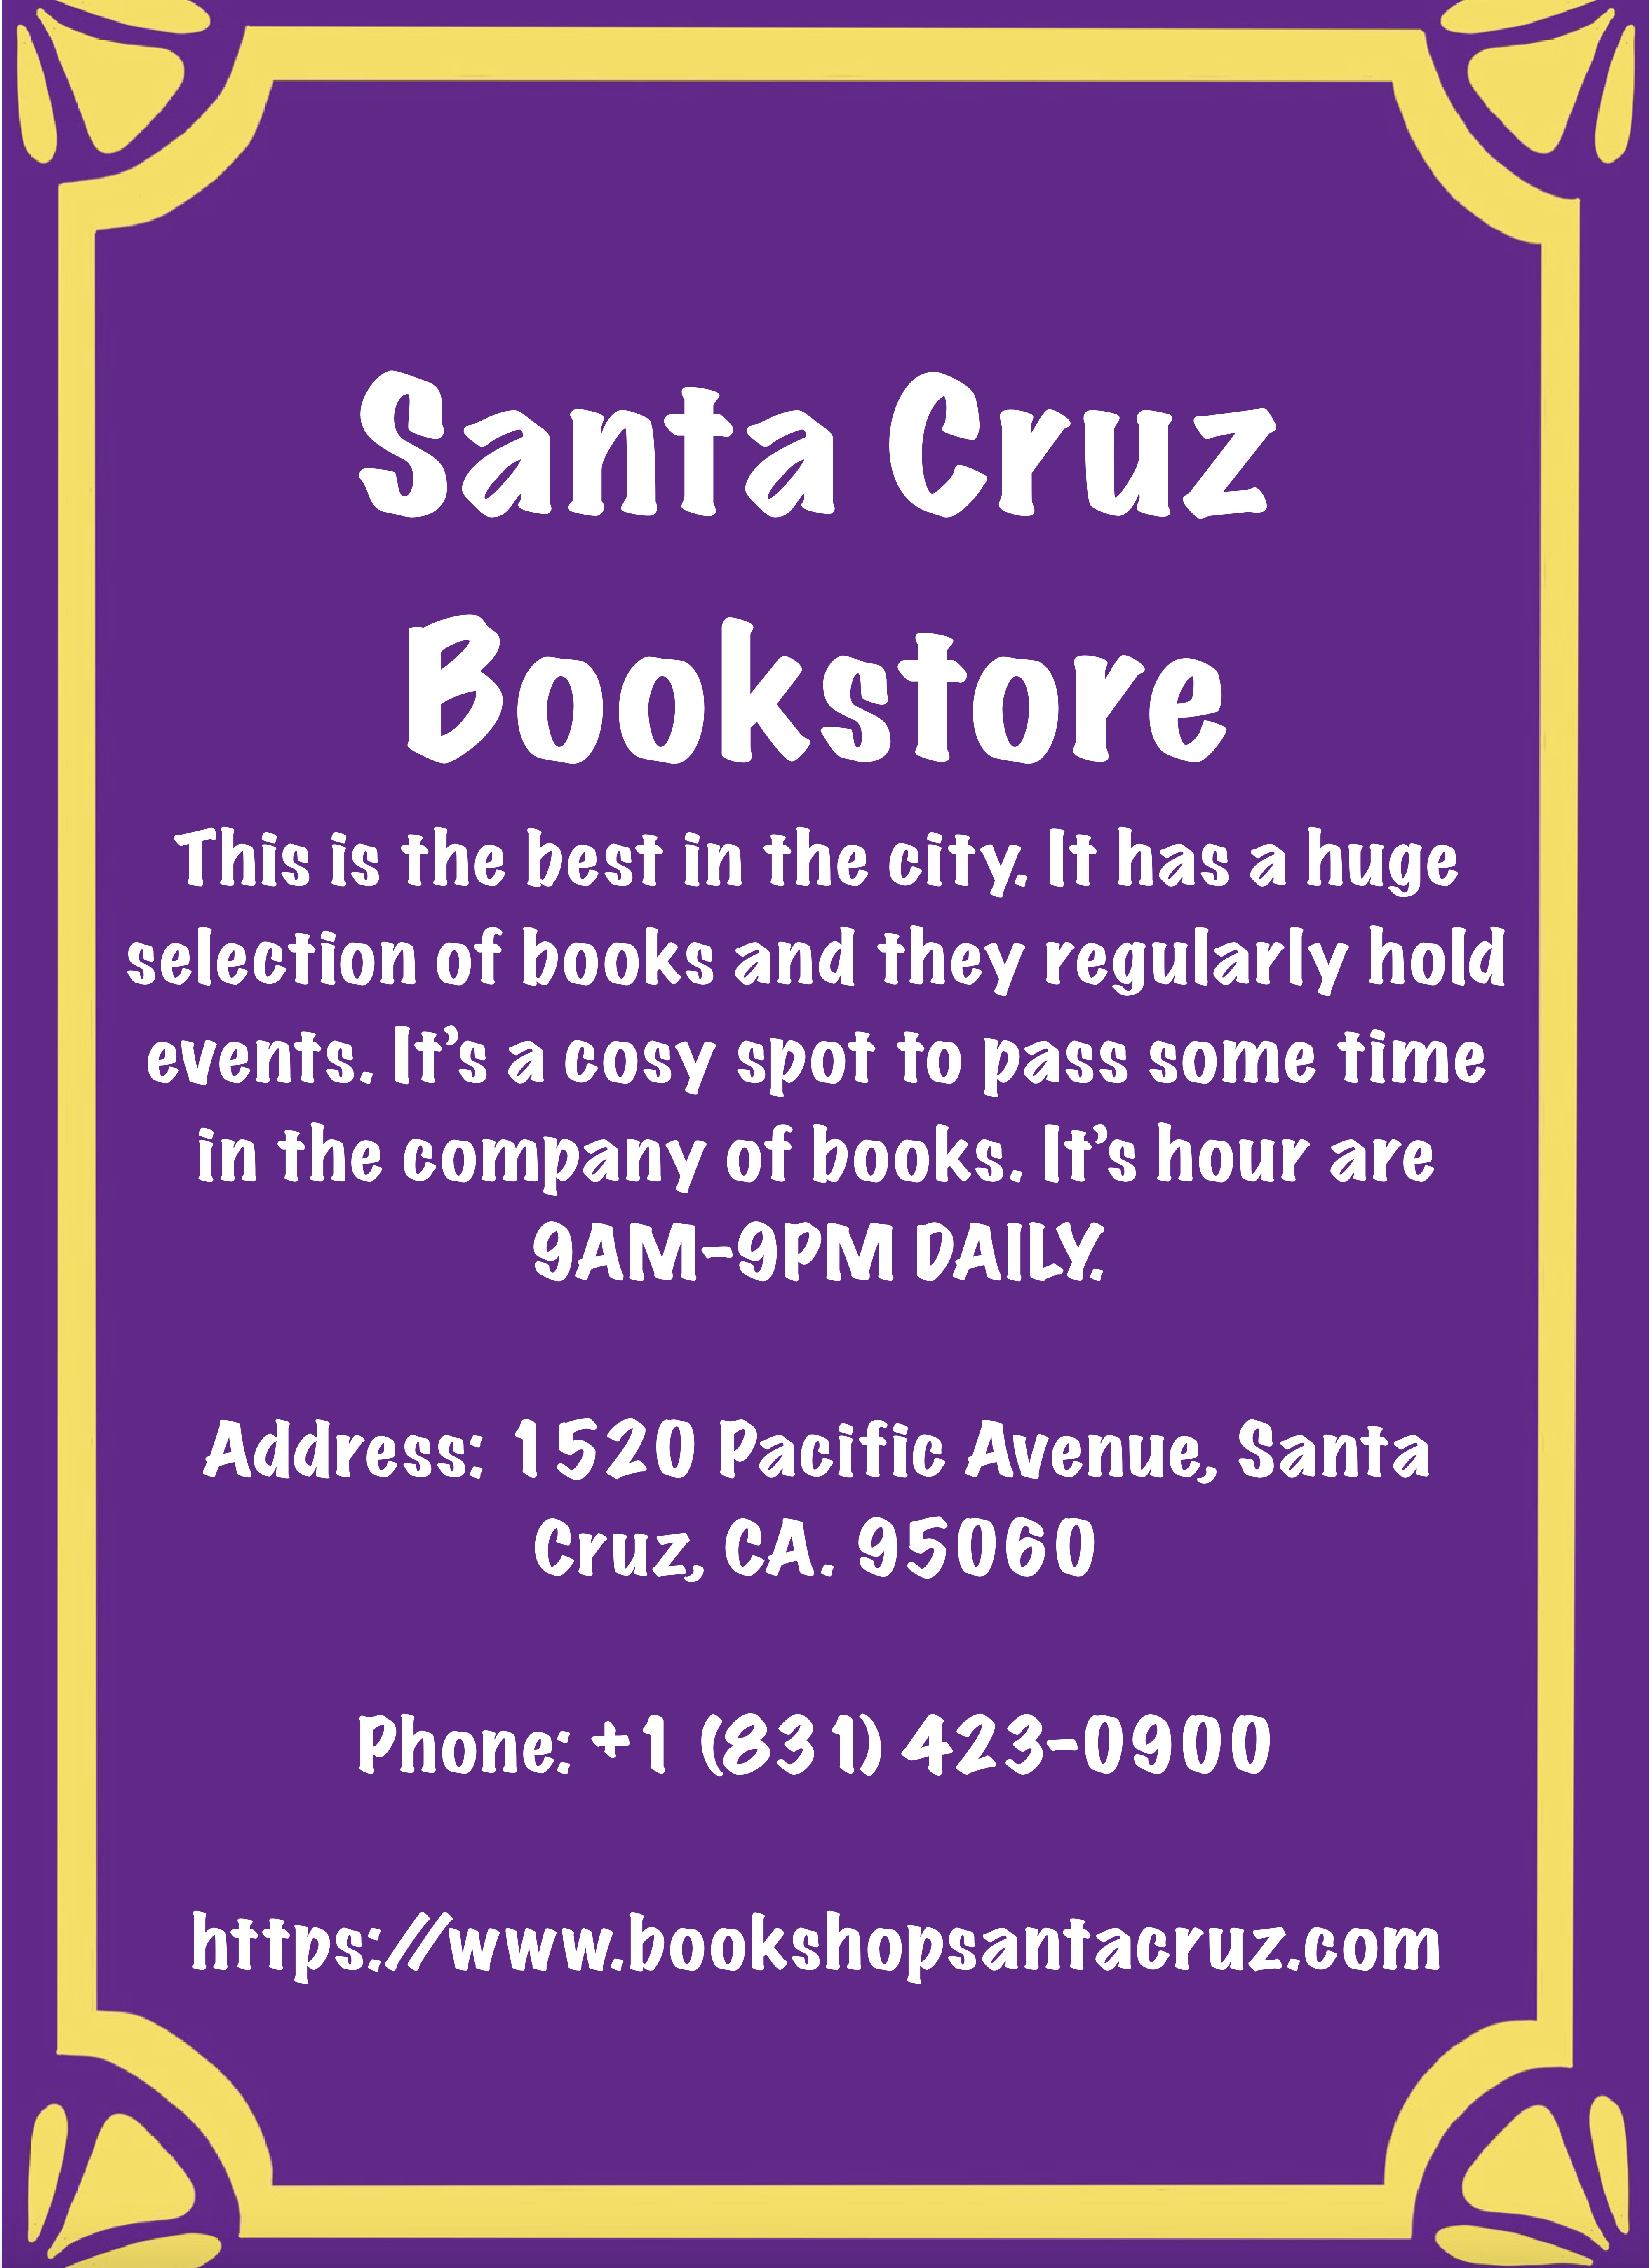 Santa Cruz
Bookstore
This is the best in the city. It has a huge
selection of books and they regularly hold
events. It's a cosy spot to pass some time
in the company of books. It's hour are
9AM-9PM DAILY.
Address: 1520 Pacific Avenue, Santa
Cruz, CA. 95060
Phone: +1 (831) 423-0900
https://www.bookshopsantacruz.com